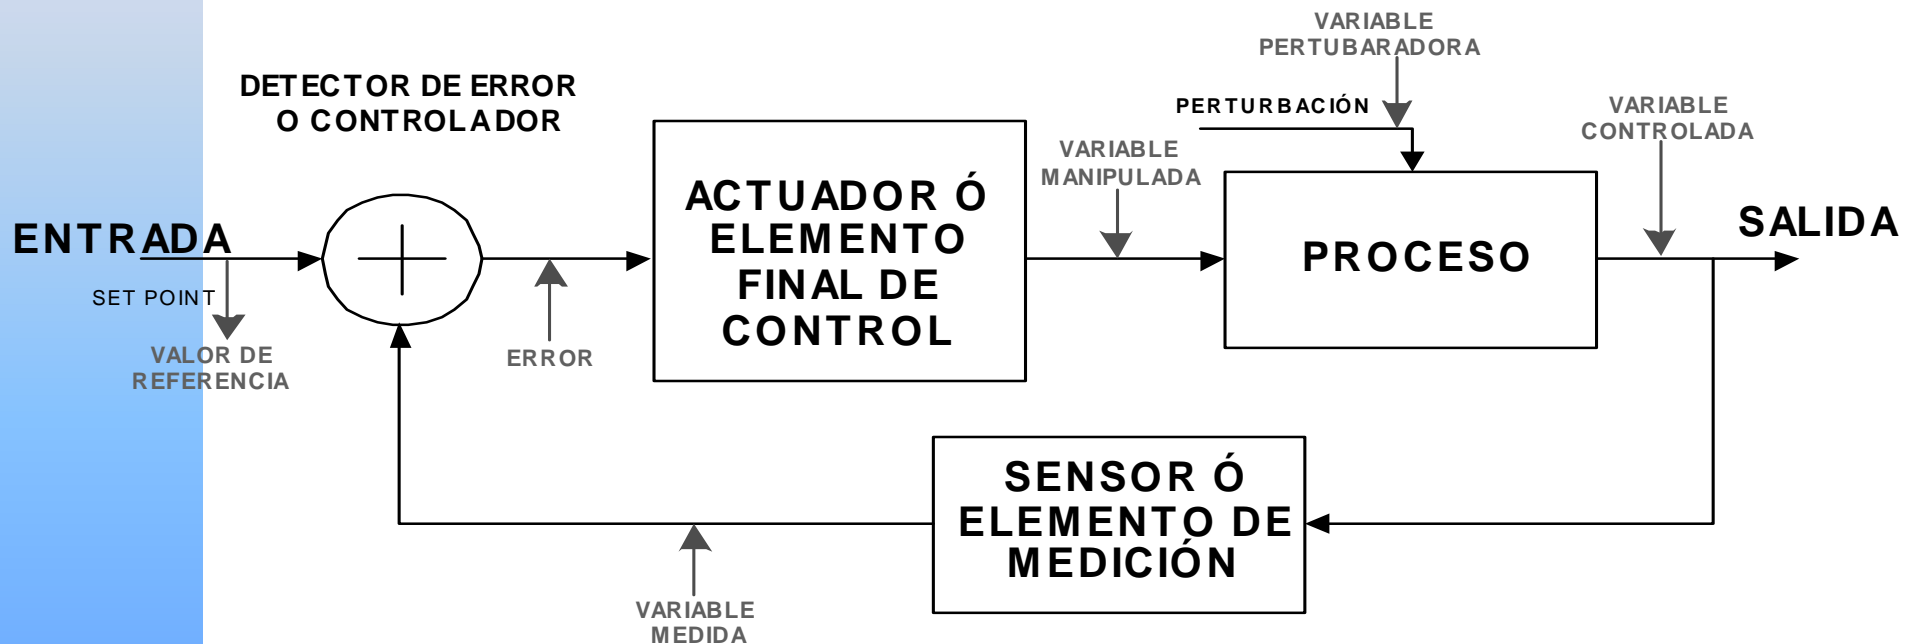 VARIABLE
PERTUBARADORA
DETECTOR DE ERROR
O CONTROLADOR
PERTURBACIÓN
VARIABLE
CONTROLADA
VARIABLE
MANIPULADA
ENTRADA
SET POINT
VALOR DE
REFERENCIA
ERROR
ACTUADOR Ó
ELEMENTO
FINAL DE
CONTROL
PROCESO
SALIDA
SENSOR Ó
ELEMENTO DE
MEDICIÓN
VARIABLE
MEDIDA